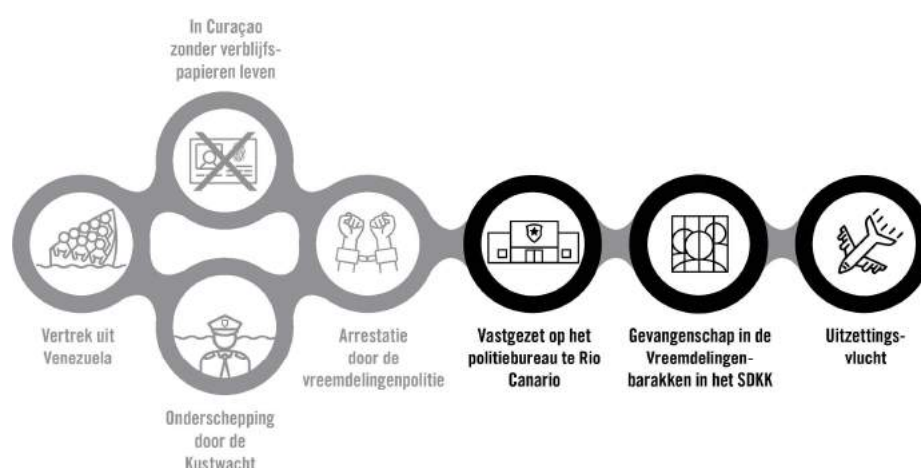 In Curaçao
zonder verblijfs-
papieren leven
Vertrek uit
Venezuela
Onderschepping
door de
Kustwacht
Arrestatie
door de
vreemdelingenpolitie
Vastgezet op het
politiebureau te Rio
Canario
Gevangenschap in de
Vreemdelingen-
barakken in het SDKK
Uitzettings-
vlucht